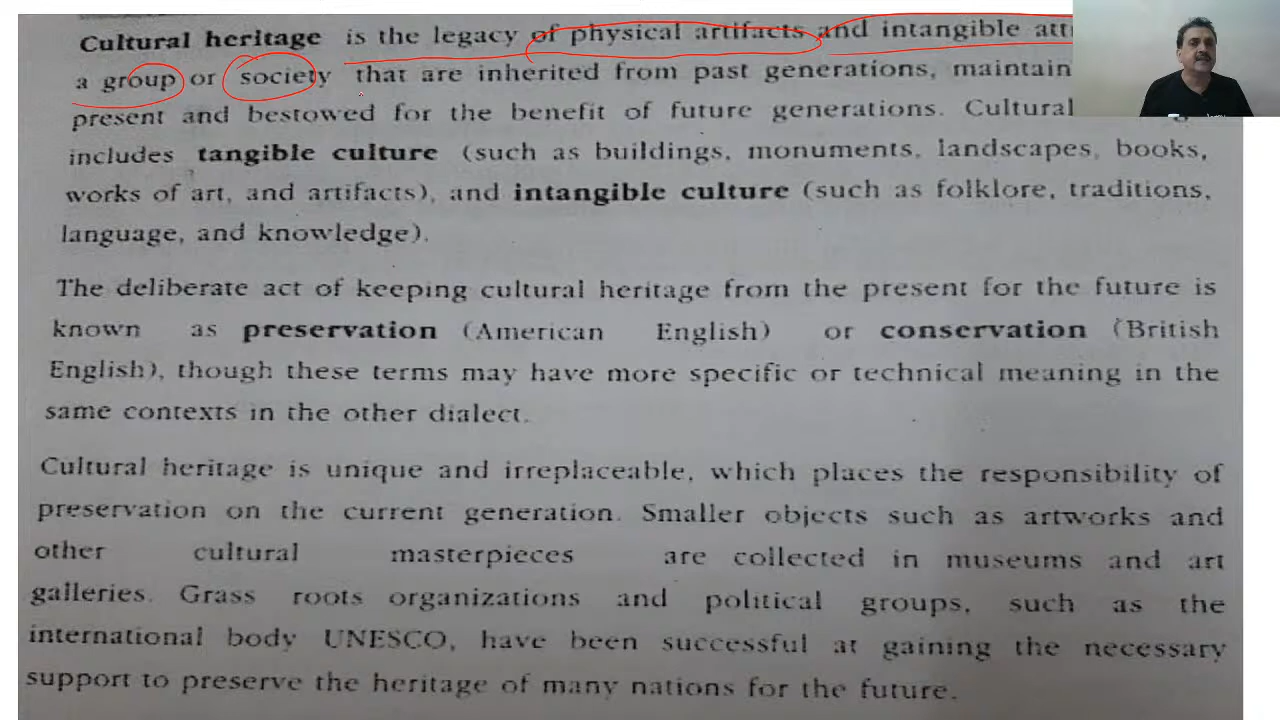 Cultural heritage is the legacy of physical artifacts and intangible
a group or society that are inherited from past generations, maintain
present and bestowed for the benefit of future generations. Cultural
includes tangible culture (such as buildings, monuments, landscapes, books,
works of art, and artifacts), and intangible culture (such as folklore, traditions,
language, and knowledge).
The deliberate act of keeping cultural heritage from the present for the future is
known as preservation (American English) or conservation (British
English), though these terms may have more specific or technical meaning in the
same contexts in the other dialect.
Cultural heritage is unique and irreplaceable, which places the responsibility of
preservation on the current generation. Smaller objects such as artworks and
other cultural masterpieces are collected in museums and art
galleries. Grass roots organizations and political groups, such as the
international body UNESCO, have been successful at gaining the necessary
support to preserve the heritage of many nations for the future.